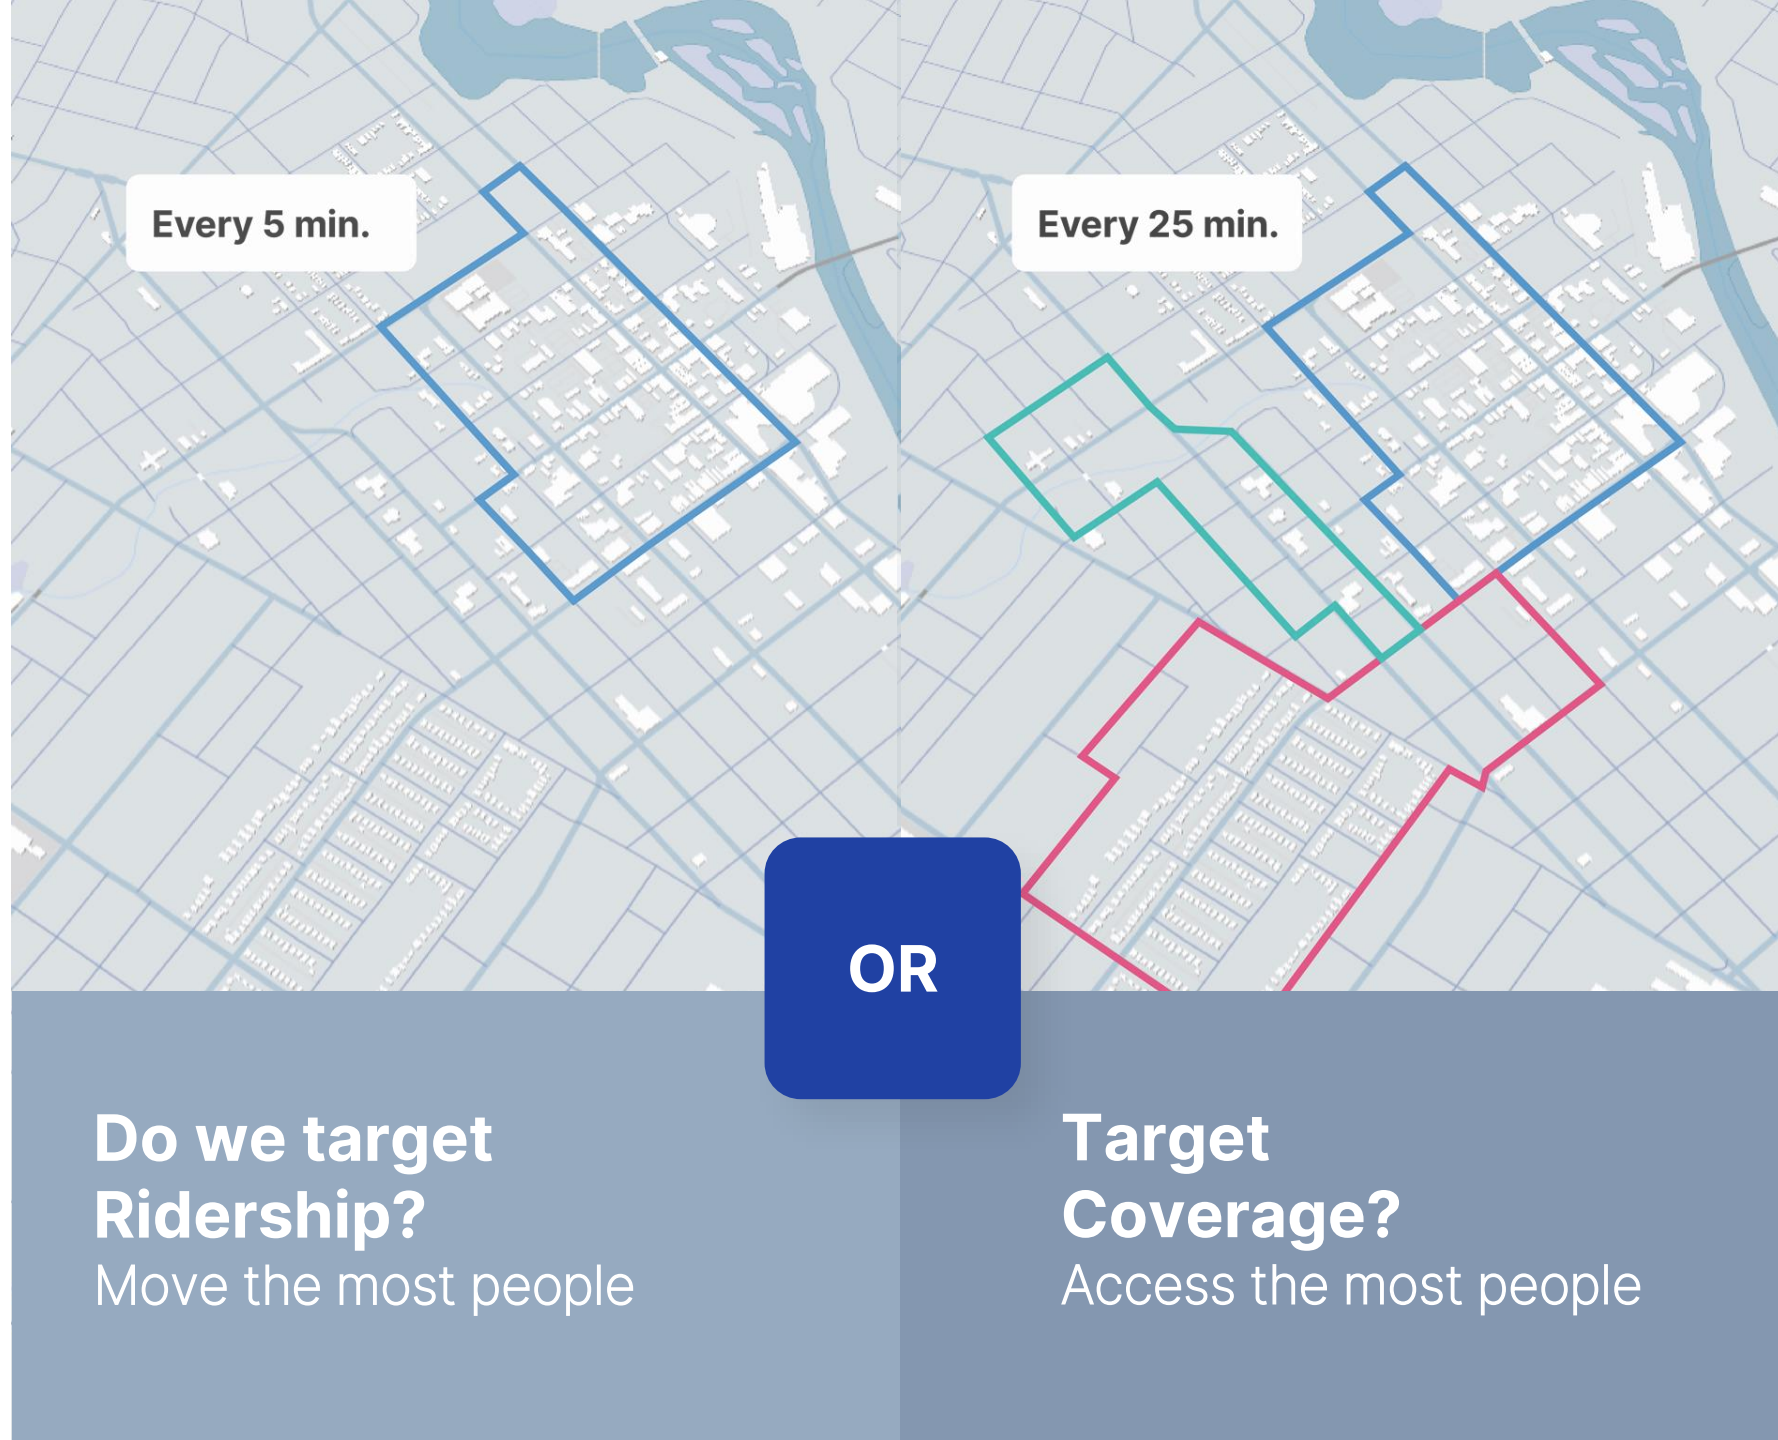 Every 5 min.
Every 25 min.
OR
Do we target
Ridership?
Move the most people
Target
Coverage?
Access the most people